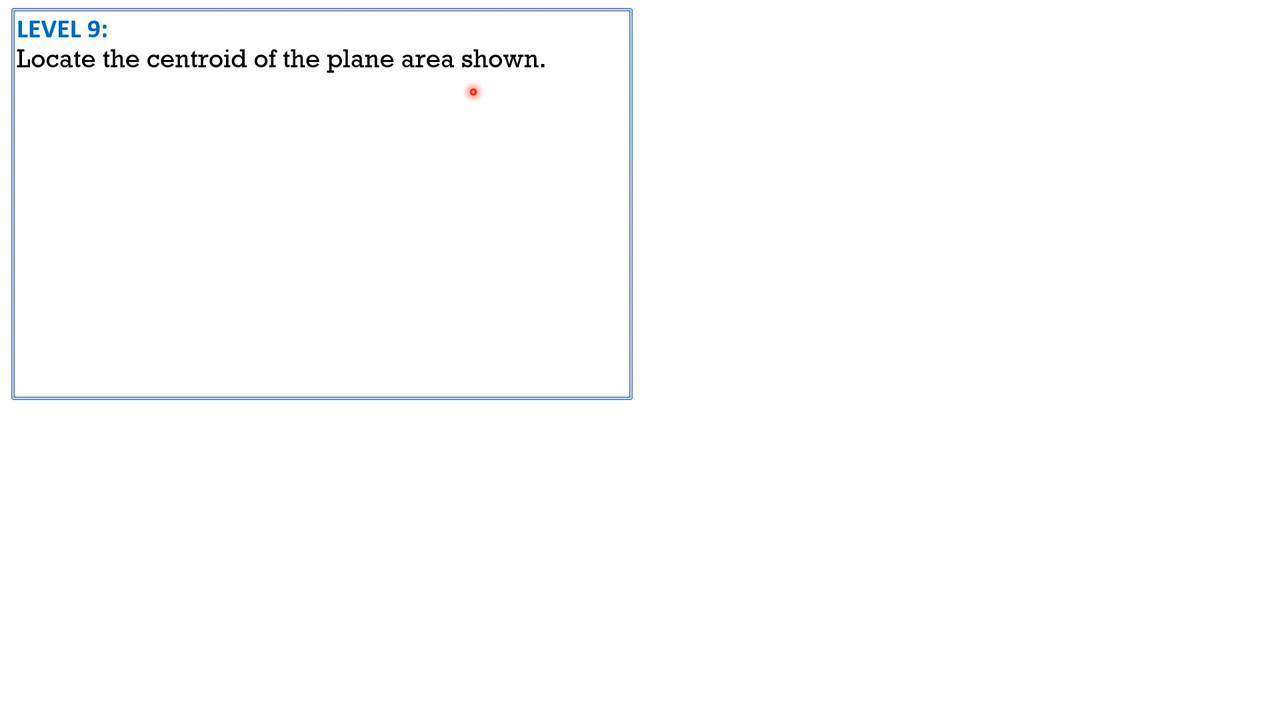 LEVEL 9:
Locate the centroid of the plane area shown.